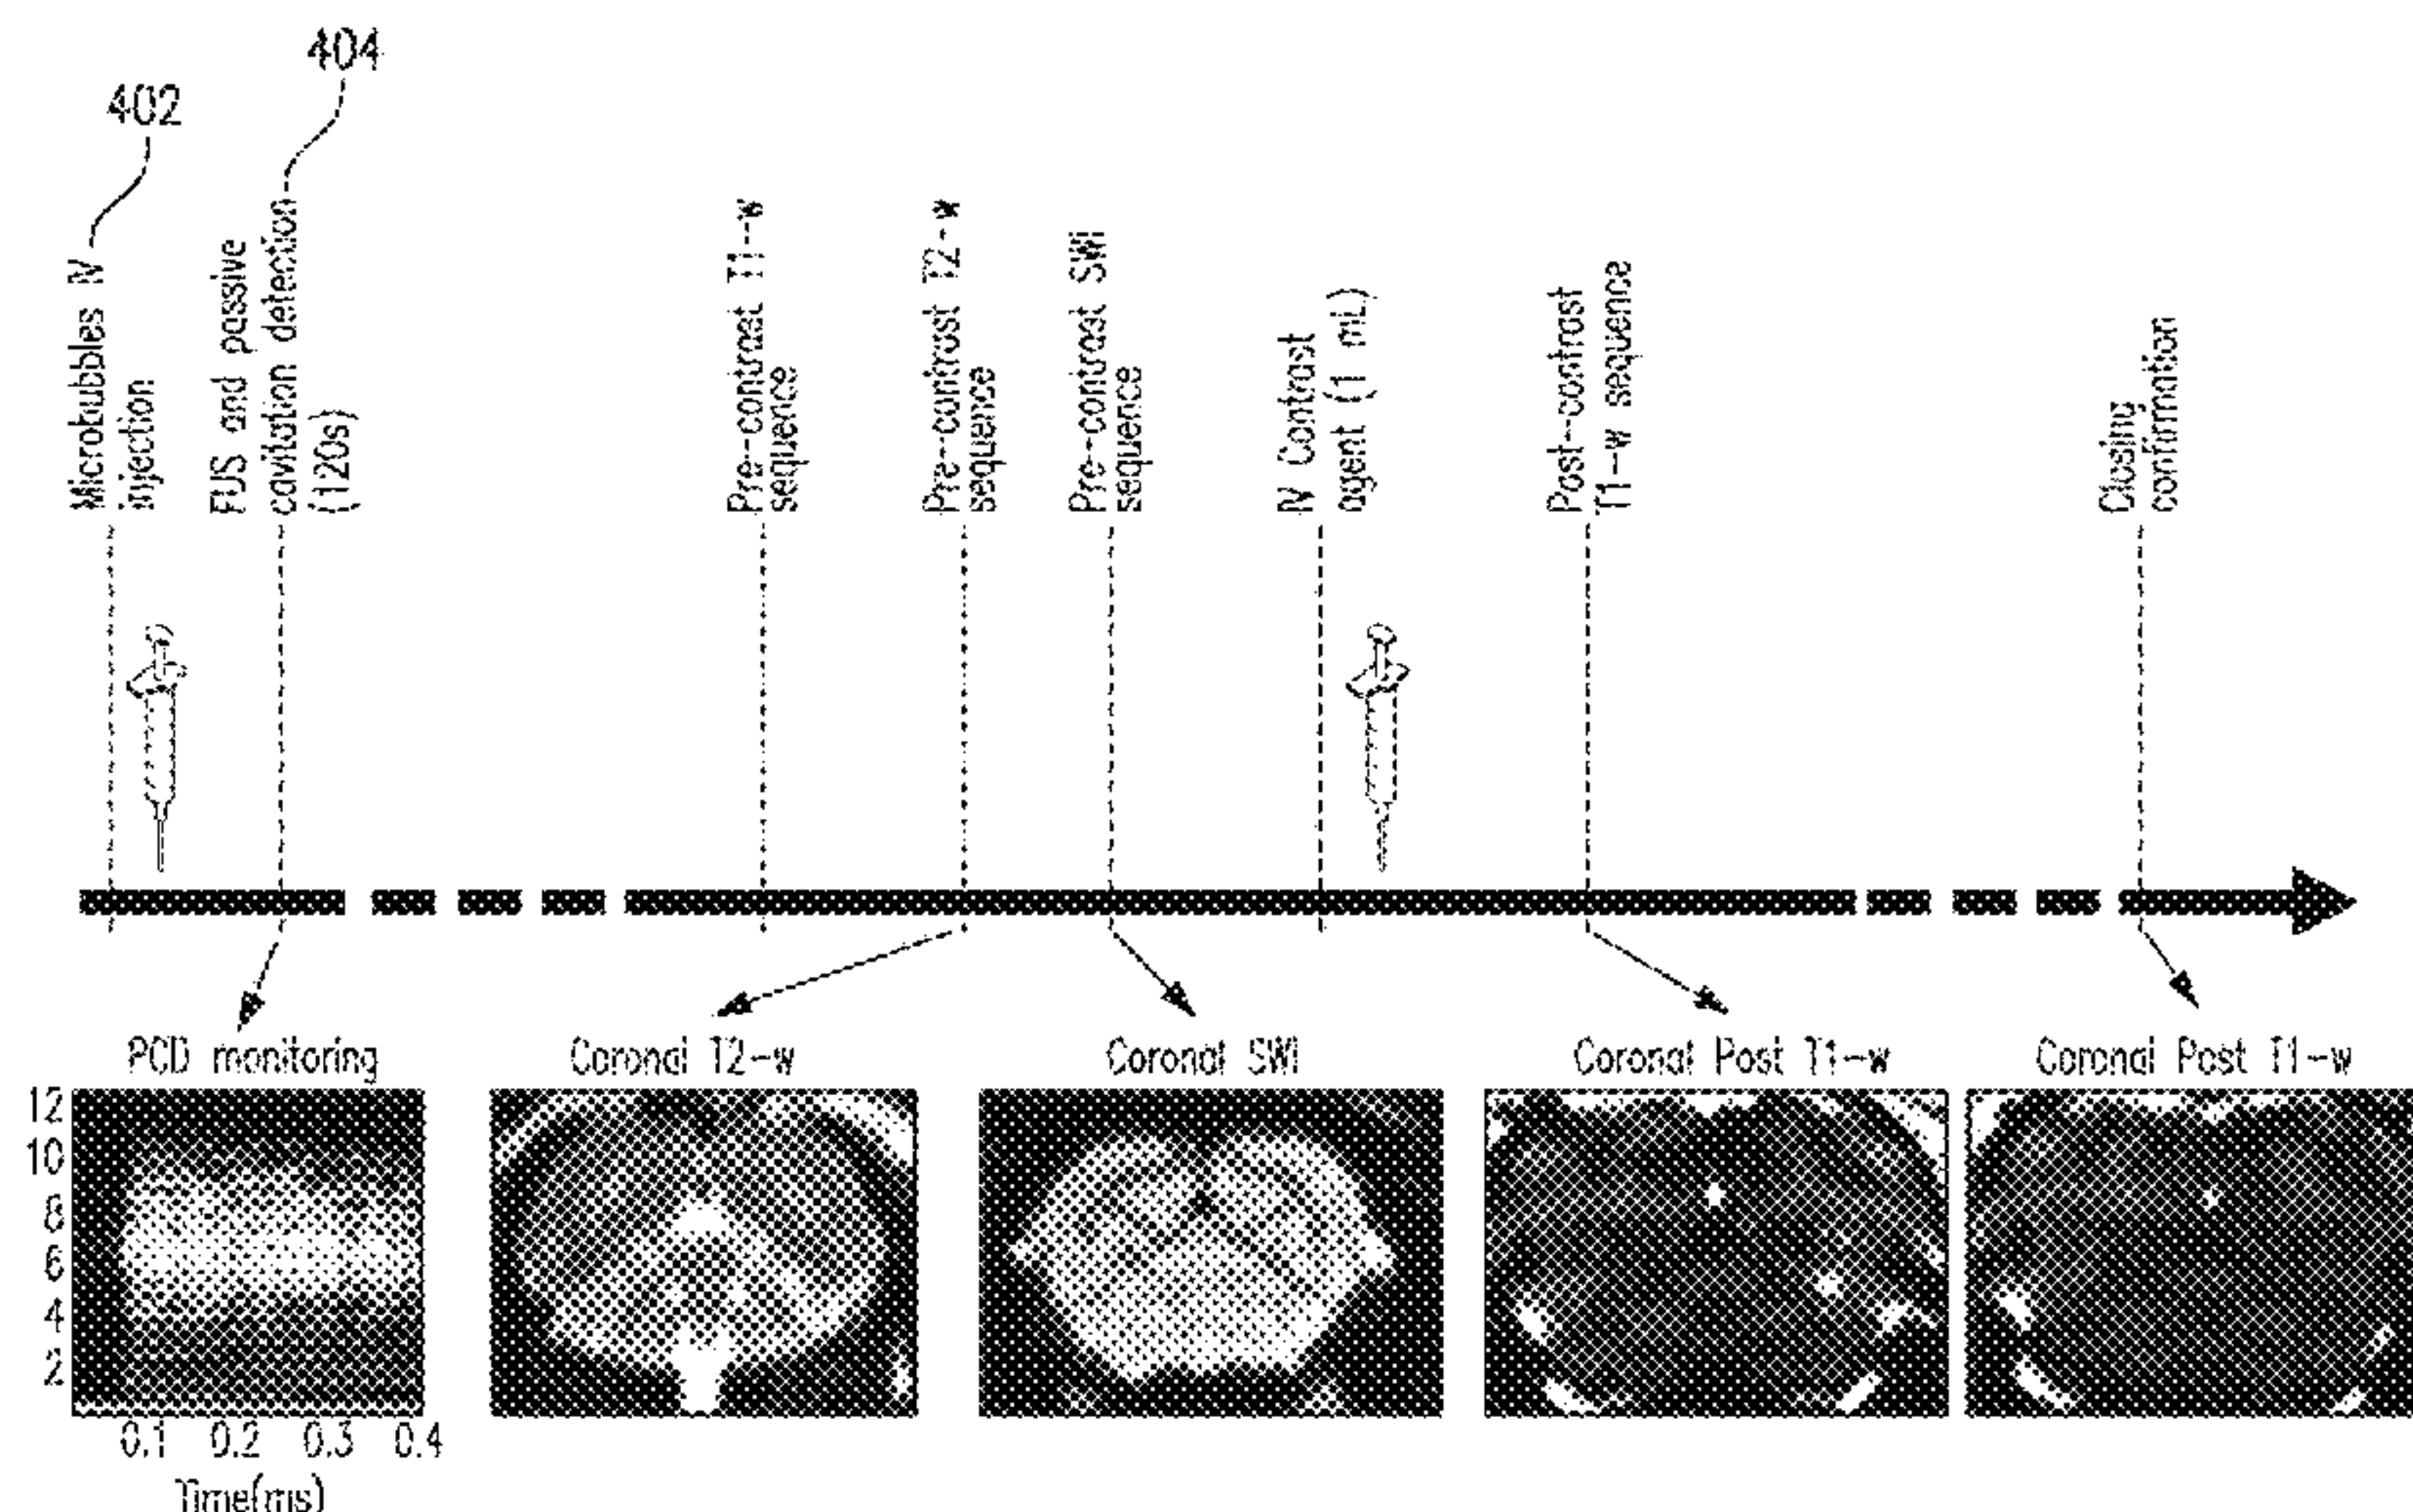 404
402
Microbubbles IV
injection
FUS and passive
cavitation detection
(120s)
Pre-contrast T1-w
sequence
Pre-contrast T2-w
sequence
Pre-contrast SWI
sequence
IV Contrast
agent (1 mL)
Post-contrast
T1-w sequence
Closing
confirmation
PCD monitoring
Coronal T2-w
Coronal SWI
Coronal Post T1-w
Coronal Post T1-w
12
10
8
6
4
2
0.1 0.2 0.3 0.4
Time(ms)